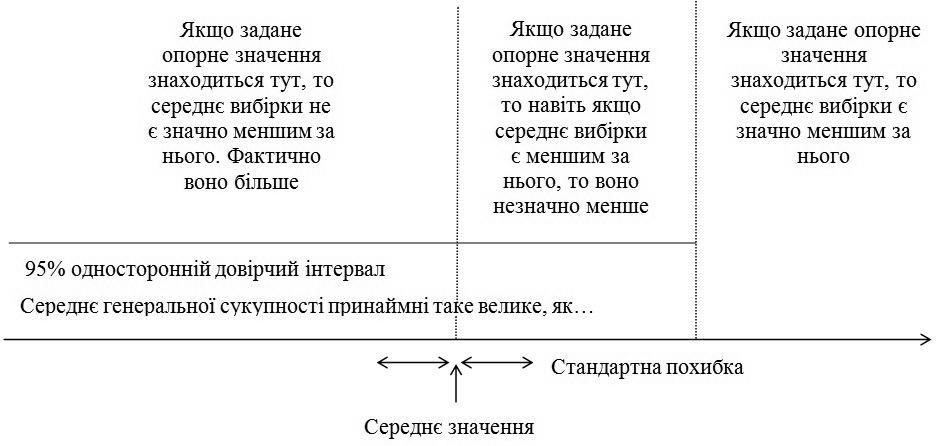 Якщо задане
опорне значення
знаходиться тут, то
середнє вибірки не
є значно меншим за
нього. Фактично
воно більше
Якщо задане
опорне значення
знаходиться тут,
то навіть якщо
середнє вибірки
є меншим за
нього, то воно
незначно менше
Якщо задане опорне
значення
знаходиться тут, то
середнє вибірки є
значно меншим за
нього
95% односторонній довірчий інтервал
Середнє генеральної сукупності принаймні таке велике, як…
Стандартна похибка
Середнє значення